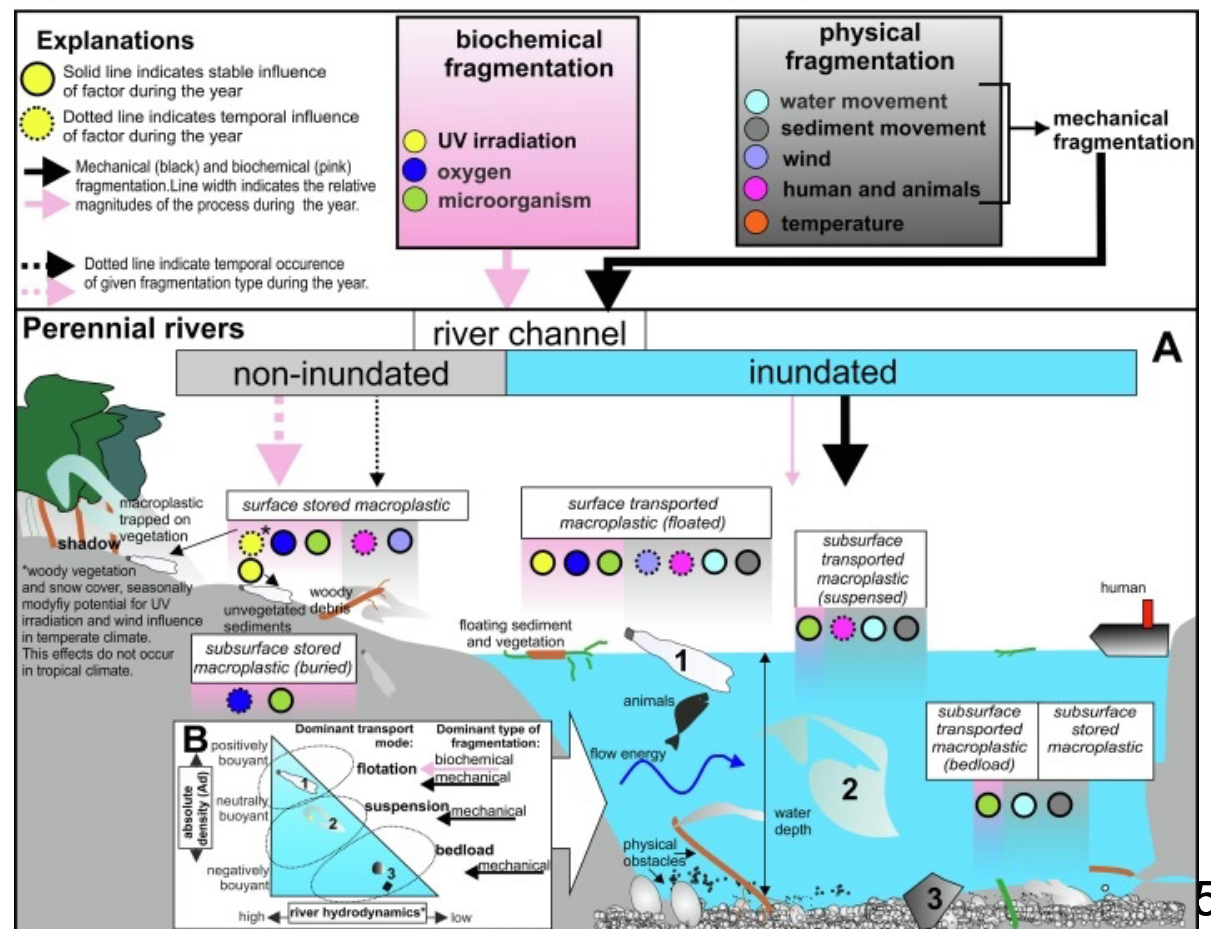 Explanations
Solid line indicates stable influence
of factor during the year
Dotted line indicates temporal influence
of factor during the year
Mechanical (black) and biochemical (pink)
fragmentation.Line width indicates the relative
magnitudes of the process during the year.
Dotted line indicate temporal occurence
of given fragmentation type during the year.
biochemical
fragmentation
UV irradiation
oxygen
microorganism
physical
fragmentation
water movement
sediment movement
wind
human and animals
temperature
mechanical
fragmentation
Perennial rivers
river channel
A
non-inundated
inundated
macroplastic
trapped on
vegetation
shadow
surface stored macroplastic
*
*woody vegetation
and snow cover, seasonally
modyfiy potential for UV
irradiation and wind influence
in temperate climate.
This effects do not occur
in tropical climate.
unvegetated
sediments
woody
debris
subsurface stored
macroplastic (buried)
surface transported
macroplastic (floated)
subsurface
transported
macroplastic
(suspensed)
human
floating sediment
and vegetation
1
animals
flow energy
2
water
depth
physical
obstacles
3
subsurface
transported
macroplastic
(bedload)
subsurface
stored
macroplastic
B
Dominant transport
mode:
Dominant type of
fragmentation:
positively
bouyant
absolute
density (Ad)
neutrally
buoyant
negatively
bouyant
1
2
3
flotation
biochemical
mechanical
suspension
mechanical
bedload
mechanical
high
river hydrodynamics*
low
5